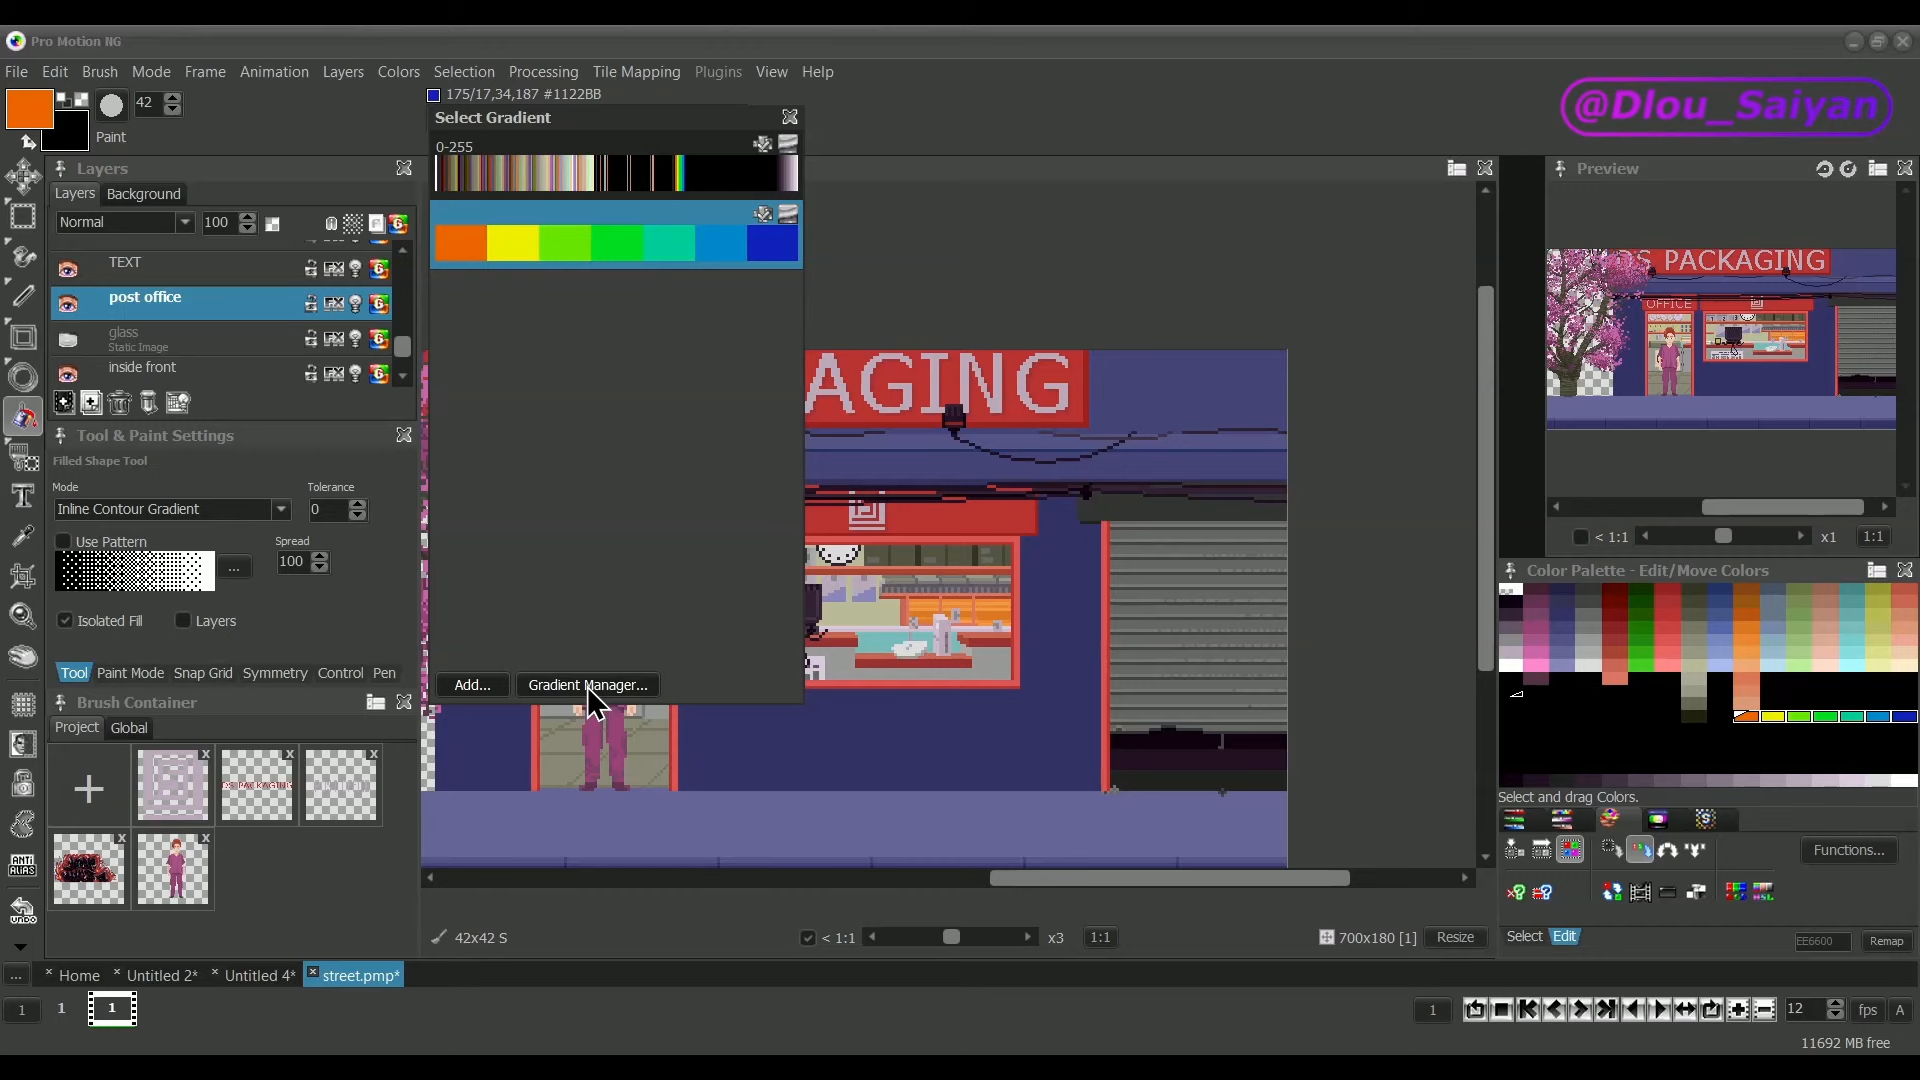 Pro Motion NG
File Edit Brush Mode Frame Animation Layers Colors Selection Processing Tile Mapping Plugins View Help
42
Paint
175/17,34,187 #1122BB
@Dlou_Saiyan
Layers
Layers Background
Normal 100
TEXT
post office
glass
Static Image
inside front
Tool & Paint Settings
Filled Shape Tool
Mode Tolerance
Inline Contour Gradient 0
Use Pattern Spread
... 100
Isolated Fill Layers
Tool Paint Mode Snap Grid Symmetry Control Pen
Brush Container
Project Global
DS PACKAGING
ANTI
ALIAS
UNDO
Select Gradient
0-255
Add... Gradient Manager...
AGING
Preview
DS PACKAGING
OFFICE
< 1:1 x1 1:1
Color Palette - Edit/Move Colors
Select and drag Colors.
Functions...
Select Edit EE6600 Remap
42x42 S < 1:1 x3 1:1 700x180 [1] Resize
... Home Untitled 2* Untitled 4* street.pmp*
1 1 1 1 12 fps A
11692 MB free